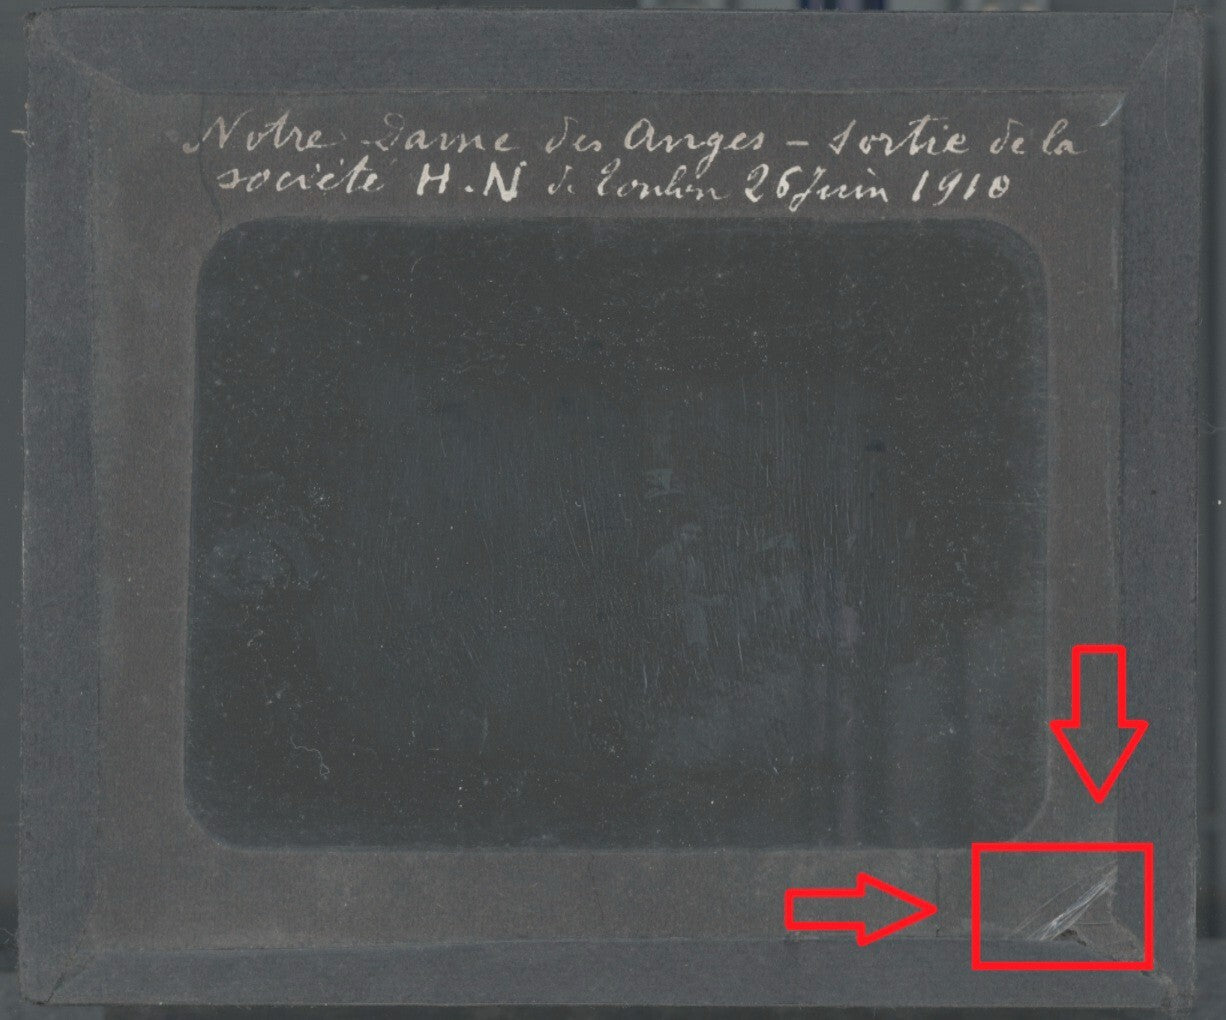 Notre Dame des Anges – Sortie de la
société H.N de Toulon 26 Juin 1910